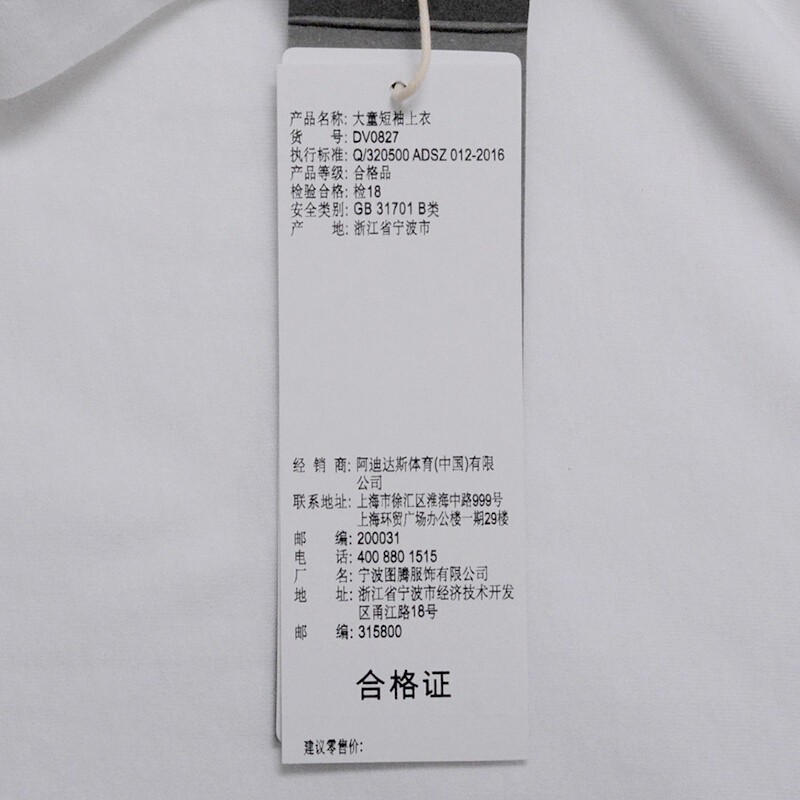 产品名称: 大童短袖上衣
货 号: DV0827
执行标准: Q/320500 ADSZ 012-2016
产品等级: 合格品
检验合格: 检18
安全类别: GB 31701 B类
产 地: 浙江省宁波市
经 销 商: 阿迪达斯体育(中国)有限
公司
联系地址: 上海市徐汇区淮海中路999号
上海环贸广场办公楼一期29楼
邮 编: 200031
电 话: 400 880 1515
厂 名: 宁波图腾服饰有限公司
地 址: 浙江省宁波市经济技术开发
区甬江路18号
邮 编: 315800
合格证
建议零售价: